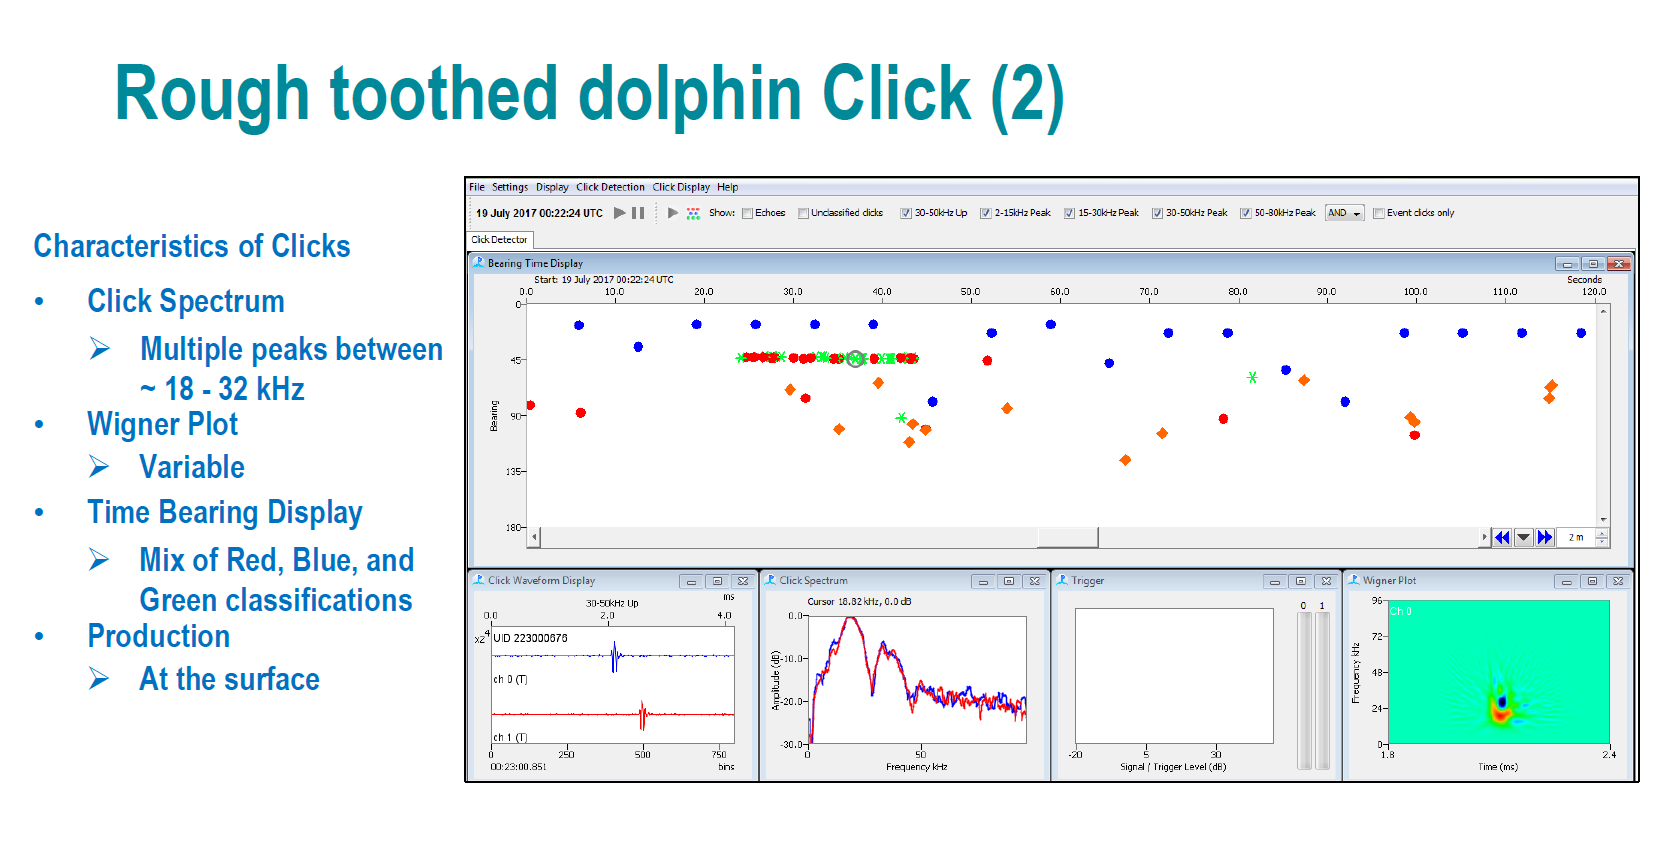 Rough toothed dolphin Click (2)
Characteristics of Clicks
• Click Spectrum
➢ Multiple peaks between
~ 18 - 32 kHz
• Wigner Plot
➢ Variable
• Time Bearing Display
➢ Mix of Red, Blue, and
Green classifications
• Production
➢ At the surface
File Settings Display Click Detection Click Display Help
19 July 2017 00:22:24 UTC Show: Echoes Unclassified clicks 30-50kHz Up 2-15kHz Peak 15-30kHz Peak 30-50kHz Peak 50-80kHz Peak AND Event clicks only
Click Detector
Bearing Time Display
Start: 19 July 2017 00:22:24 UTC Seconds
0.0 10.0 20.0 30.0 40.0 50.0 60.0 70.0 80.0 90.0 100.0 110.0 120.0
0
45
90
135
180
Bearing
2 m
Click Waveform Display
30-50kHz Up ms
0.0 2.0 4.0
x2^4 UID 223000676
ch 0 (T)
ch 1 (T)
0 250 500 750
00:23:00.851 bins
Click Spectrum
Cursor 18.82 kHz, 0.0 dB
0.0
-10.0
-20.0
-30.0
Amplitude (dB)
0 50
Frequency kHz
Trigger
0 1
-20 5 30
Signal / Trigger Level (dB)
Wigner Plot
96
72
48
24
0
Frequency kHz
Ch 0
1.8 2.4
Time (ms)